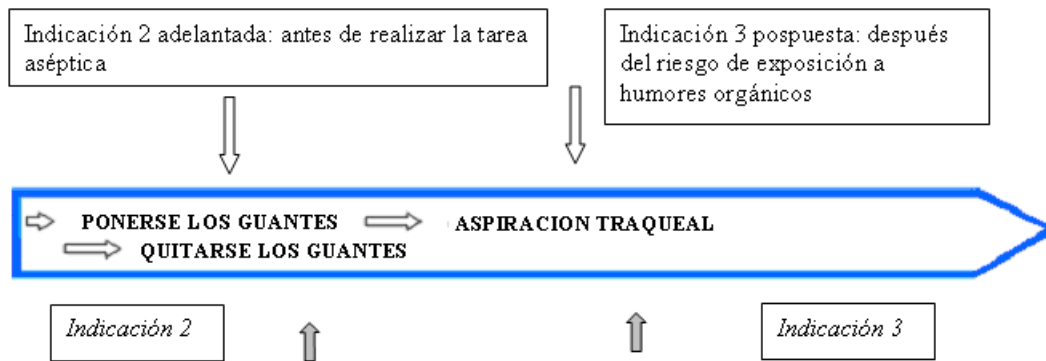 Indicación 2 adelantada: antes de realizar la tarea
aséptica
Indicación 3 pospuesta: después
del riesgo de exposición a
humores orgánicos
PONERSE LOS GUANTES
ASPIRACION TRAQUEAL
QUITARSE LOS GUANTES
Indicación 2
Indicación 3